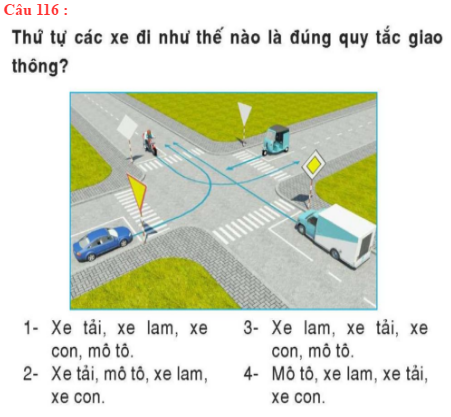 Câu 116 :
Thứ tự các xe đi như thế nào là đúng quy tắc giao
thông?
1- Xe tải, xe lam, xe
con, mô tô.
2- Xe tải, mô tô, xe lam,
xe con.
3- Xe lam, xe tải, xe
con, mô tô.
4- Mô tô, xe lam, xe tải,
xe con.